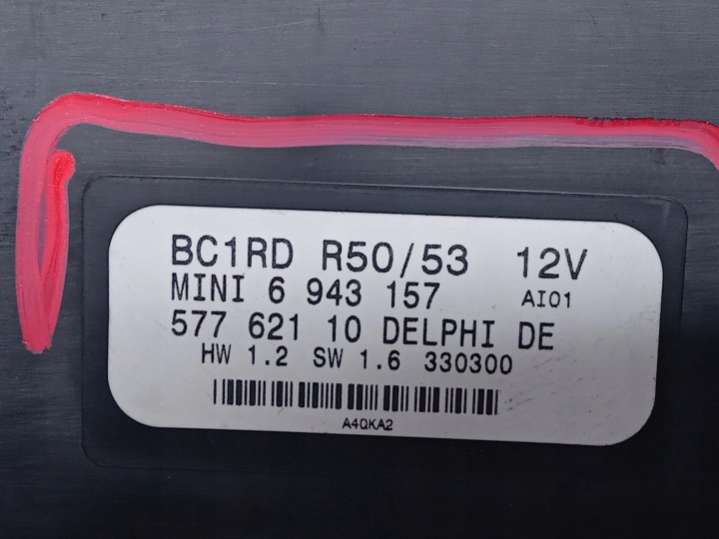 BC1RD R50/53 12V
MINI 6 943 157 AI01
577 621 10 DELPHI DE
HW 1.2 SW 1.6 330300
A4QKA2